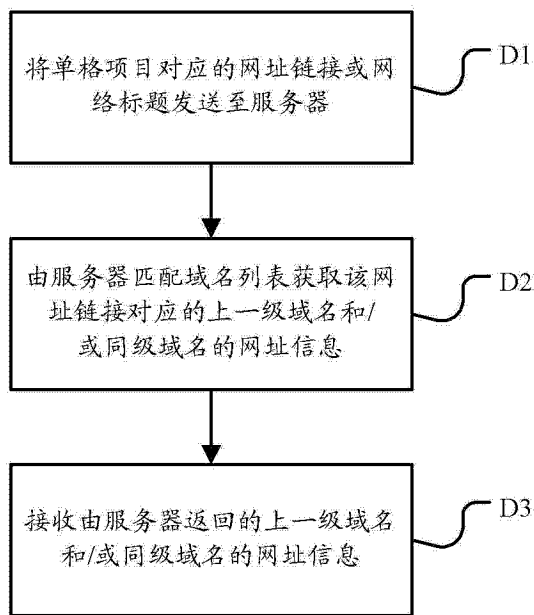 将单格项目对应的网址链接或网
络标题发送至服务器
D1
由服务器匹配域名列表获取该网
址链接对应的上一级域名和/
或同级域名的网址信息
D2
接收由服务器返回的上一级域名
和/或同级域名的网址信息
D3